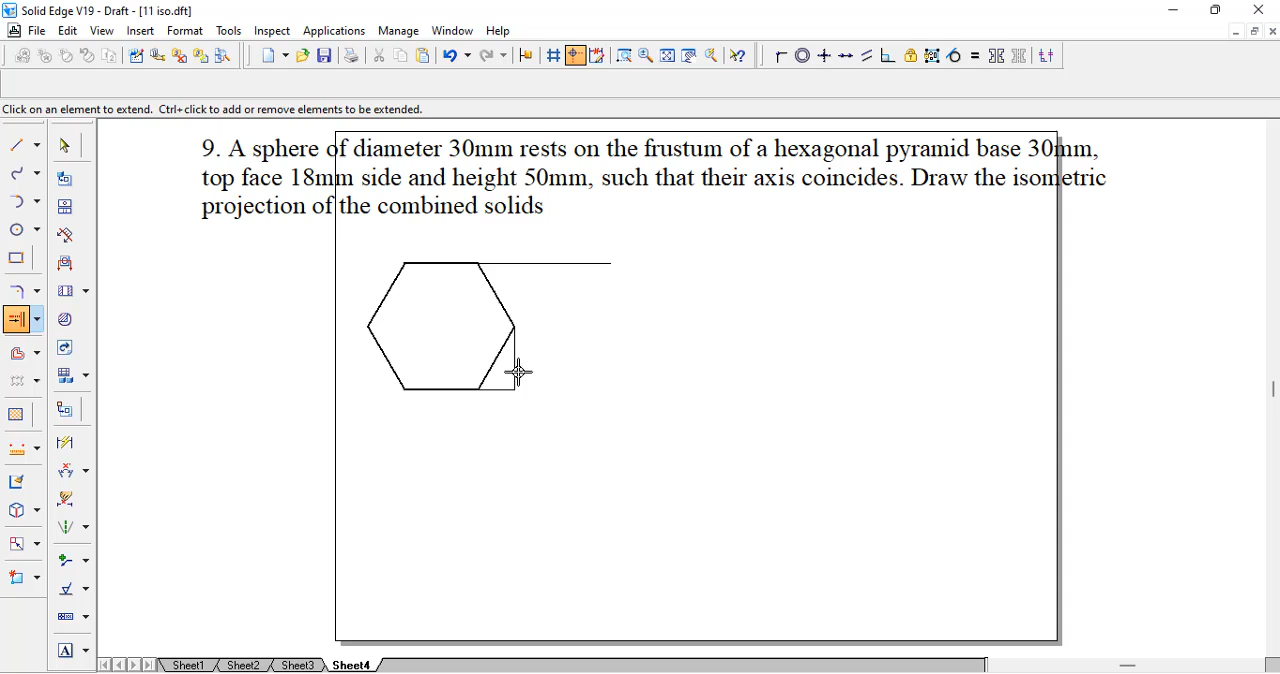 Solid Edge V19 - Draft - [11 iso.dft]
File Edit View Insert Format Tools Inspect Applications Manage Window Help
Click on an element to extend. Ctrl+click to add or remove elements to be extended.
9. A sphere of diameter 30mm rests on the frustum of a hexagonal pyramid base 30mm,
top face 18mm side and height 50mm, such that their axis coincides. Draw the isometric
projection of the combined solids
A
Sheet1 Sheet2 Sheet3 Sheet4